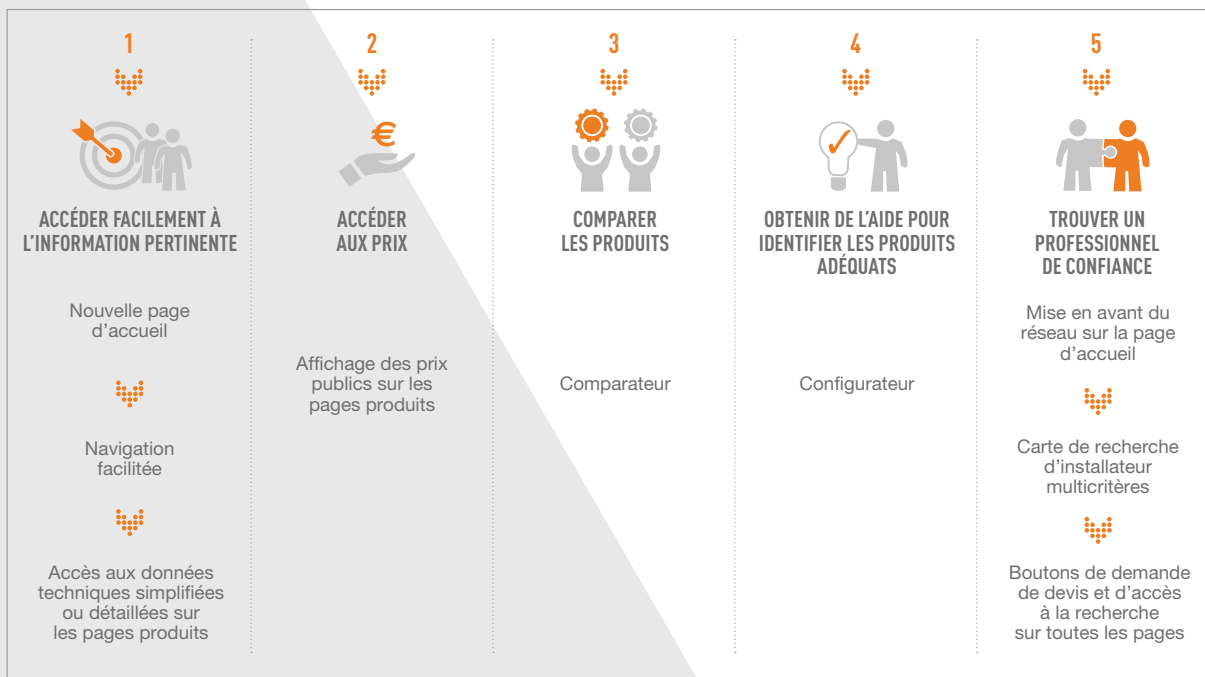 1
ACCÉDER FACILEMENT À
L'INFORMATION PERTINENTE
Nouvelle page
d'accueil
Navigation
facilitée
Accès aux données
techniques simplifiées
ou détaillées sur
les pages produits
2
€
ACCÉDER
AUX PRIX
Affichage des prix
publics sur les
pages produits
3
COMPARER
LES PRODUITS
Comparateur
4
OBTENIR DE L'AIDE POUR
IDENTIFIER LES PRODUITS
ADÉQUATS
Configurateur
5
TROUVER UN
PROFESSIONNEL
DE CONFIANCE
Mise en avant du
réseau sur la page
d'accueil
Carte de recherche
d'installateur
multicritères
Boutons de demande
de devis et d'accès
à la recherche
sur toutes les pages